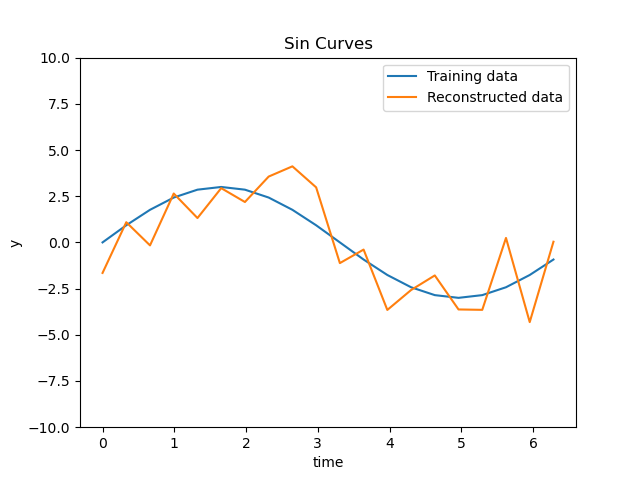 Sin Curves
Training data
Reconstructed data
10.0
7.5
5.0
2.5
0.0
−2.5
−5.0
−7.5
−10.0
y
0 1 2 3 4 5 6
time